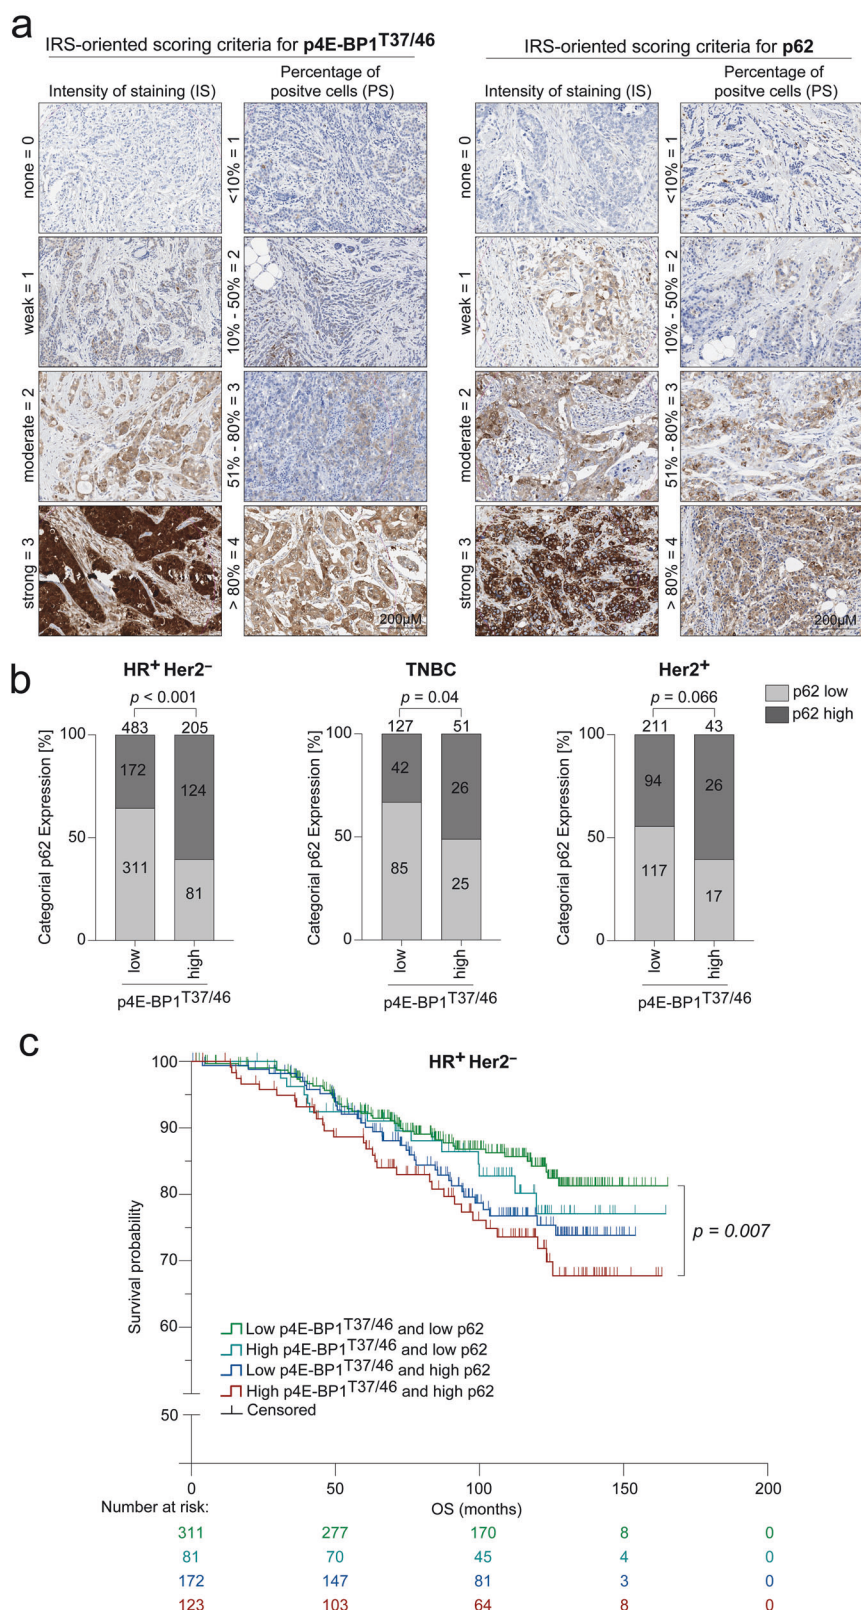 a
IRS-oriented scoring criteria for p4E-BP1T37/46
IRS-oriented scoring criteria for p62
Intensity of staining (IS)
Percentage of
positve cells (PS)
Intensity of staining (IS)
Percentage of
positve cells (PS)
none = 0
<10% = 1
none = 0
<10% = 1
weak = 1
10% - 50% = 2
weak = 1
10% - 50% = 2
moderate = 2
51% - 80% = 3
moderate = 2
51% - 80% = 3
strong = 3
> 80% = 4
strong = 3
> 80% = 4
200µM
200µM
b
HR+ Her2−
p < 0.001
483 205
100
50
0
Categorial p62 Expression [%]
172
124
311
81
low
high
p4E-BP1T37/46
TNBC
p = 0.04
127 51
100
50
0
Categorial p62 Expression [%]
42
26
85
25
low
high
p4E-BP1T37/46
Her2+
p = 0.066
211 43
100
50
0
Categorial p62 Expression [%]
94
26
117
17
low
high
p4E-BP1T37/46
p62 low
p62 high
c
HR+ Her2−
100
90
80
70
60
50
Survival probability
p = 0.007
Low p4E-BP1T37/46 and low p62
High p4E-BP1T37/46 and low p62
Low p4E-BP1T37/46 and high p62
High p4E-BP1T37/46 and high p62
Censored
0 50 100 150 200
Number at risk:
OS (months)
311 277 170 8 0
81 70 45 4 0
172 147 81 3 0
123 103 64 8 0